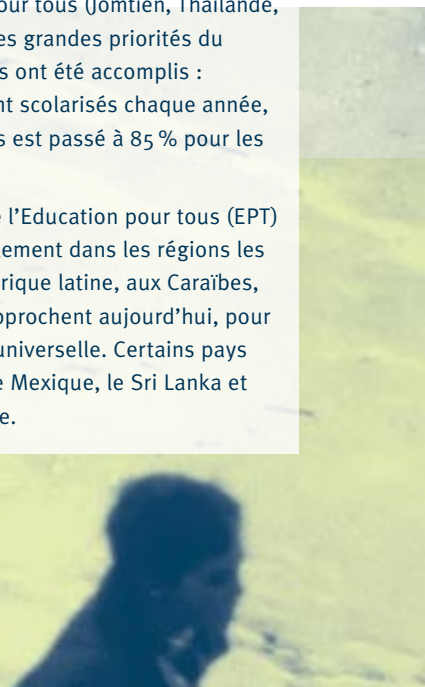 our tous (Jomtien, Thaïlande,
es grandes priorités du
s ont été accomplis :
nt scolarisés chaque année,
s est passé à 85 % pour les
e l'Education pour tous (EPT)
lement dans les régions les
rique latine, aux Caraïbes,
pprochent aujourd'hui, pour
universelle. Certains pays
e Mexique, le Sri Lanka et
e.